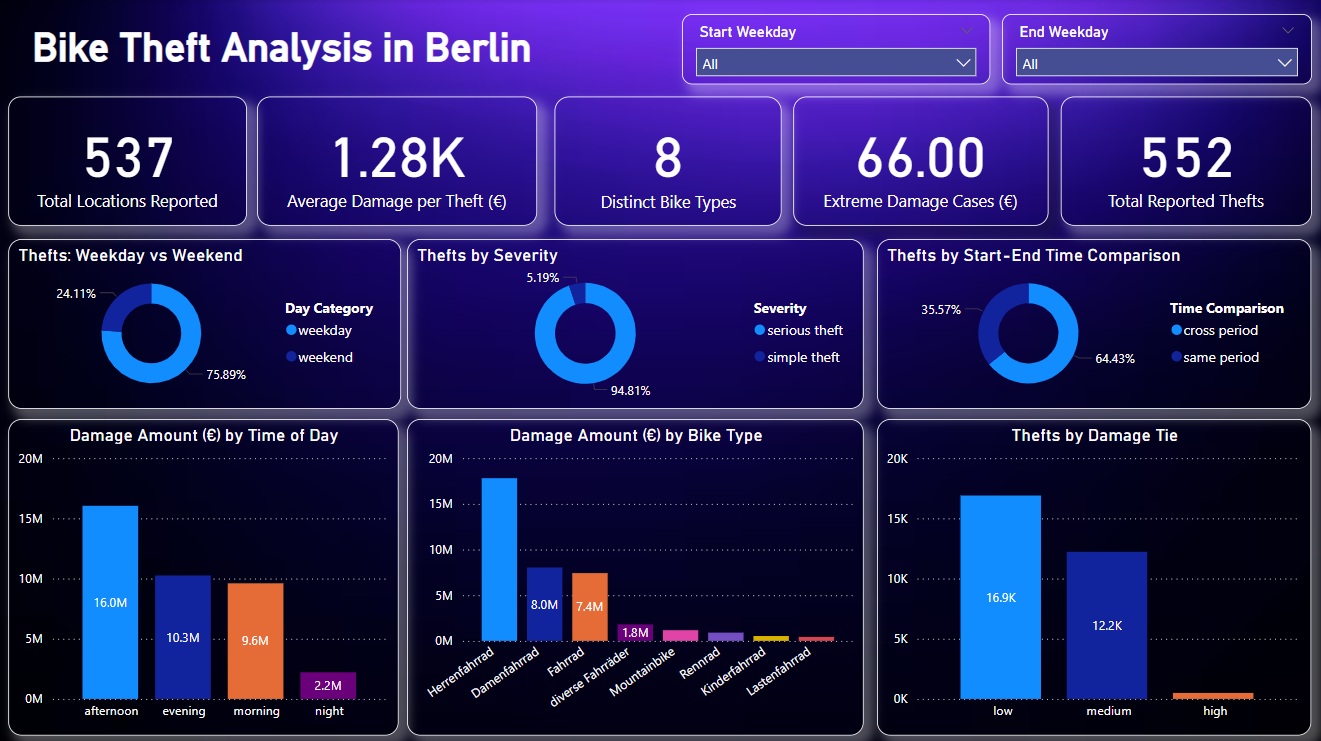 Bike Theft Analysis in Berlin
Start Weekday
All
End Weekday
All
537
Total Locations Reported
1.28K
Average Damage per Theft (€)
8
Distinct Bike Types
66.00
Extreme Damage Cases (€)
552
Total Reported Thefts
Thefts: Weekday vs Weekend
24.11%
75.89%
Day Category
weekday
weekend
Thefts by Severity
5.19%
94.81%
Severity
serious theft
simple theft
Thefts by Start-End Time Comparison
35.57%
64.43%
Time Comparison
cross period
same period
Damage Amount (€) by Time of Day
20M
15M
10M
5M
0M
16.0M
10.3M
9.6M
2.2M
afternoon
evening
morning
night
Damage Amount (€) by Bike Type
20M
15M
10M
5M
0M
8.0M
7.4M
1.8M
Herrenfahrrad
Damenfahrrad
Fahrrad
diverse Fahrräder
Mountainbike
Rennrad
Kinderfahrrad
Lastenfahrrad
Thefts by Damage Tie
20K
15K
10K
5K
0K
16.9K
12.2K
low
medium
high